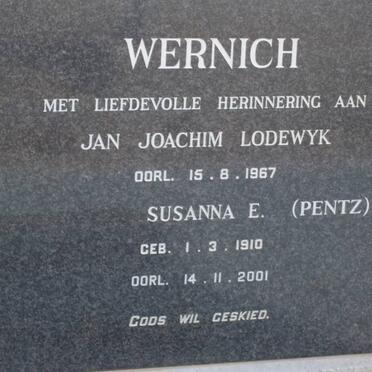 WERNICH
MET LIEFDEVOLLE HERINNERING AAN
JAN JOACHIM LODEWYK
OORL. 15.8.1967
SUSANNA E. (PENTZ)
GEB. 1.3.1910
OORL. 14.11.2001
GODS WIL GESKIED.